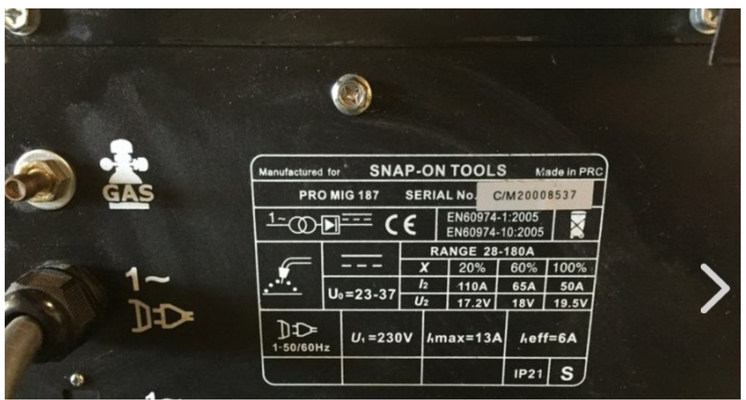 GAS
1~
Manufactured for SNAP-ON TOOLS Made in PRC
PRO MIG 187 SERIAL No. C/M20008537
1~ CE EN60974-1:2005
EN60974-10:2005
RANGE 28-180A
X 20% 60% 100%
U₀=23-37 I₂ 110A 65A 50A
U₂ 17.2V 18V 19.5V
1-50/60Hz U₁=230V I₁max=13A I₁eff=6A
IP21 S